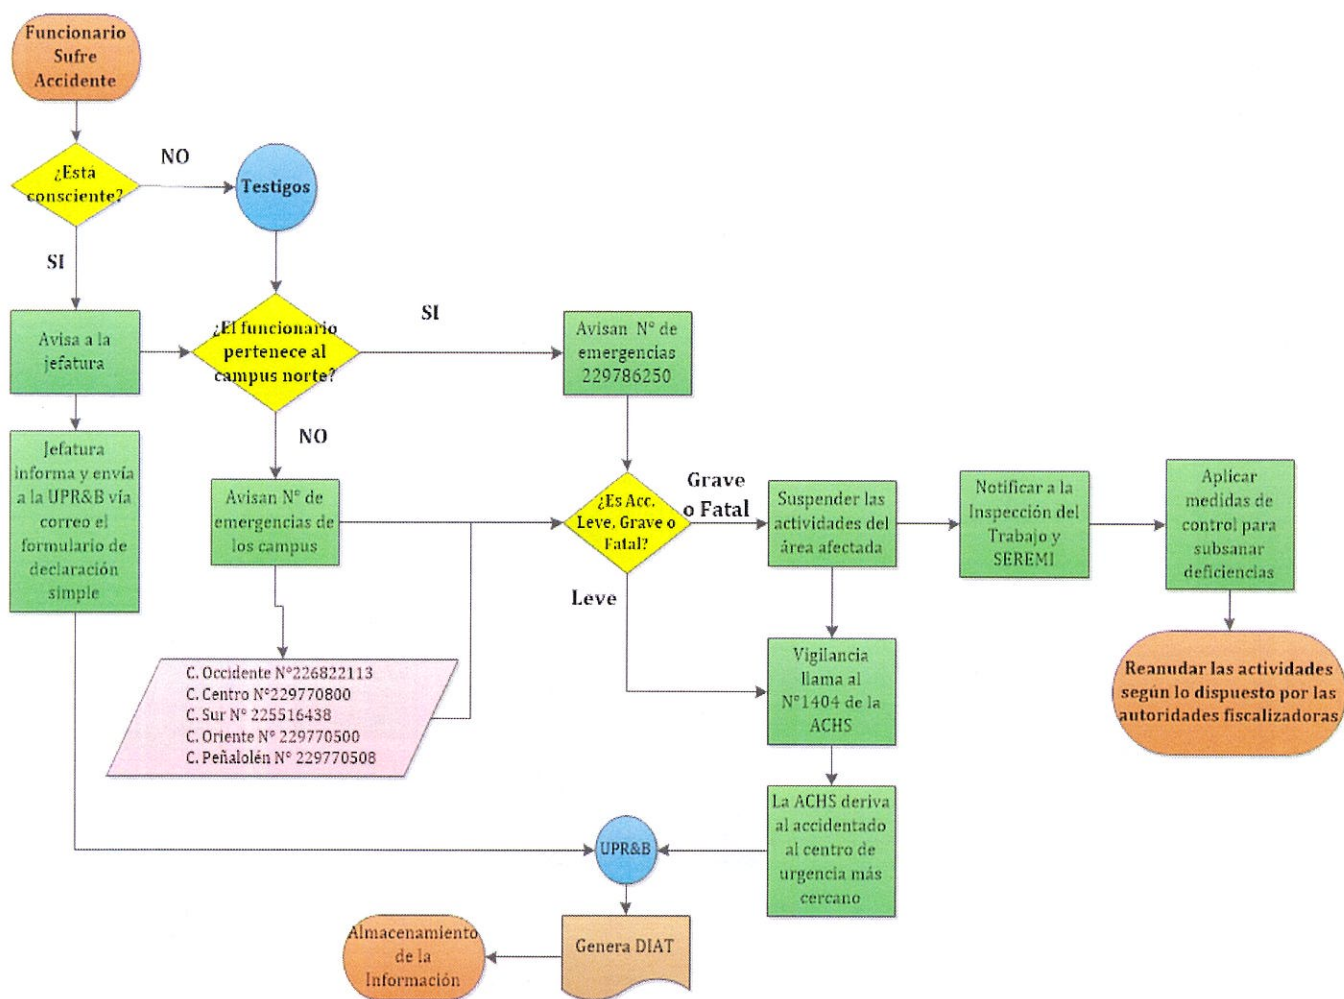 Funcionario
Sufre
Accidente
¿Está
consciente?
NO
Testigos
SI
Avisa a la
jefatura
¿El funcionario
pertenece al
campus norte?
SI
Avisan N° de
emergencias
229786250
NO
Jefatura
informa y envía
a la UPR&B vía
correo el
formulario de
declaración
simple
Avisan N° de
emergencias de
los campus
¿Es Acc.
Leve, Grave o
Fatal?
Grave
o Fatal
Suspender las
actividades del
área afectada
Notificar a la
Inspección del
Trabajo y
SEREMI
Aplicar
medidas de
control para
subsanar
deficiencias
Leve
C. Occidente N°226822113
C. Centro N°229770800
C. Sur N° 225516438
C. Oriente N° 229770500
C. Peñalolén N° 229770508
Vigilancia
llama al
N°1404 de la
ACHS
Reanudar las actividades
según lo dispuesto por las
autoridades fiscalizadoras
La ACHS deriva
al accidentado
al centro de
urgencia más
cercano
UPR&B
Genera DIAT
Almacenamiento
de la
Información